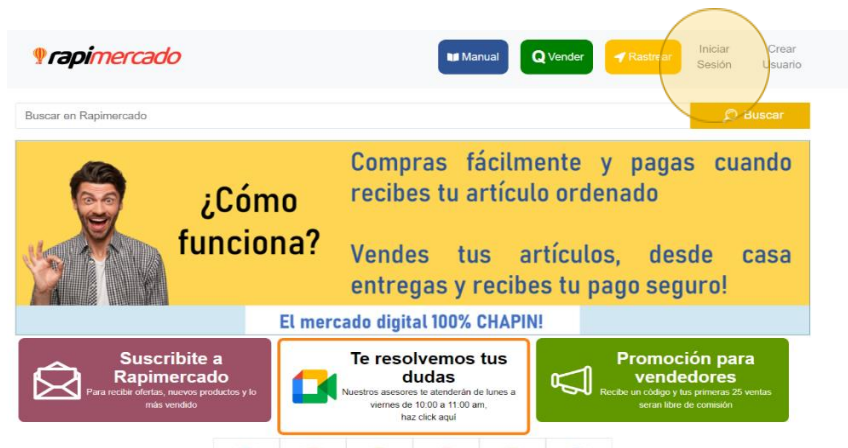 rapimercado
Manual
Vender
Rastrear
Iniciar
Sesión
Crear
Usuario
Buscar en Rapimercado
Buscar
¿Cómo
funciona?
Compras fácilmente y pagas cuando
recibes tu artículo ordenado
Vendes tus artículos, desde casa
entregas y recibes tu pago seguro!
El mercado digital 100% CHAPIN!
Suscribite a
Rapimercado
Para recibir ofertas, nuevos productos y lo
más vendido
Te resolvemos tus
dudas
Nuestros asesores te atenderán de lunes a
viernes de 10:00 a 11:00 am,
haz click aquí
Promoción para
vendedores
Recibe un código y tus primeras 25 ventas
seran libre de comisión